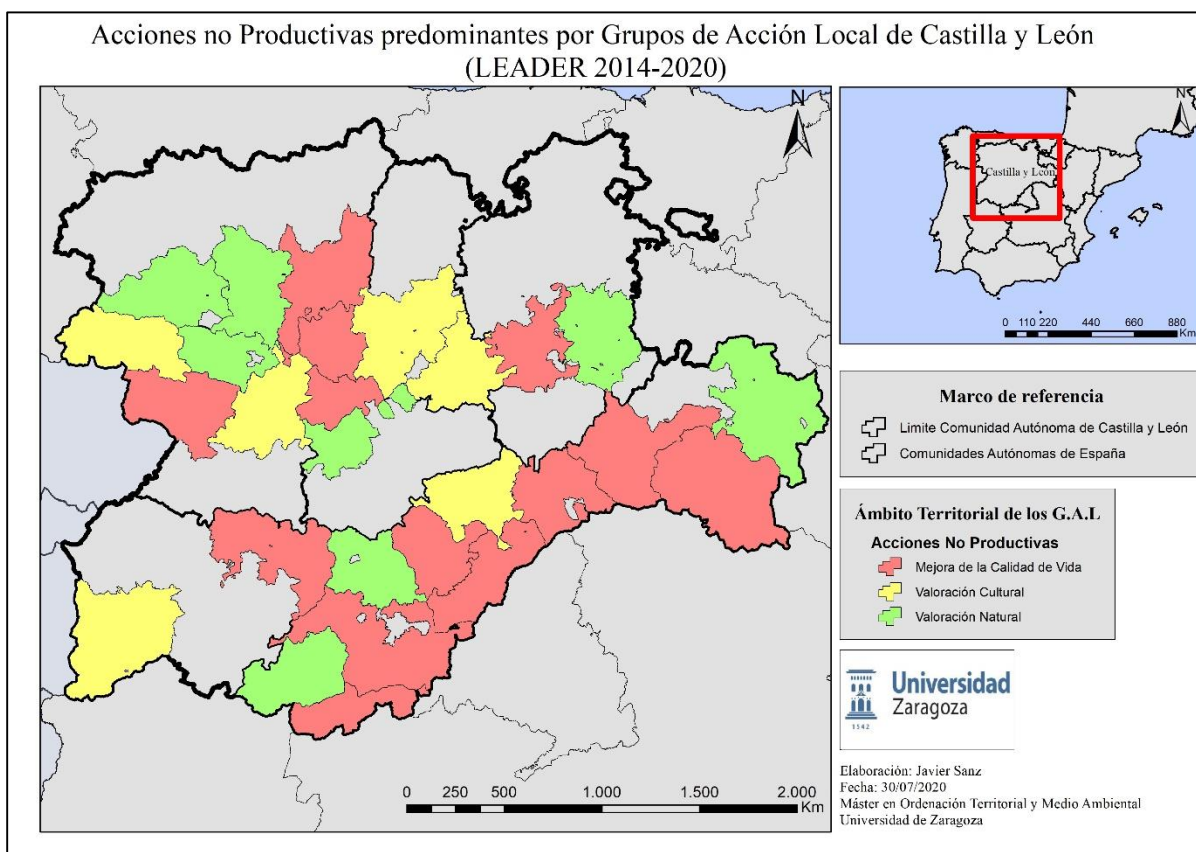 Acciones no Productivas predominantes por Grupos de Acción Local de Castilla y León
(LEADER 2014-2020)
N
0 250 500 1.000 1.500 2.000
Km
N
Castilla y León
0 110 220 440 660 880
Km
Marco de referencia
Limite Comunidad Autónoma de Castilla y León
Comunidades Autónomas de España
Ámbito Territorial de los G.A.L
Acciones No Productivas
Mejora de la Calidad de Vida
Valoración Cultural
Valoración Natural
Universidad
Zaragoza
1542
Elaboración: Javier Sanz
Fecha: 30/07/2020
Máster en Ordenación Territorial y Medio Ambiental
Universidad de Zaragoza